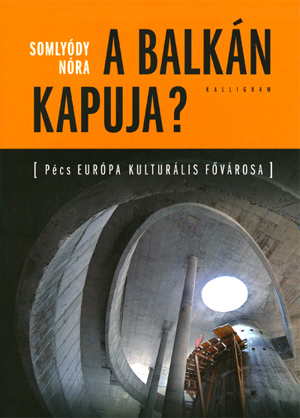 SOMLYÓDY
NÓRA
A BALKÁN
KALLIGRAM
KAPUJA?
[ Pécs EURÓPA KULTURÁLIS FŐVÁROSA ]